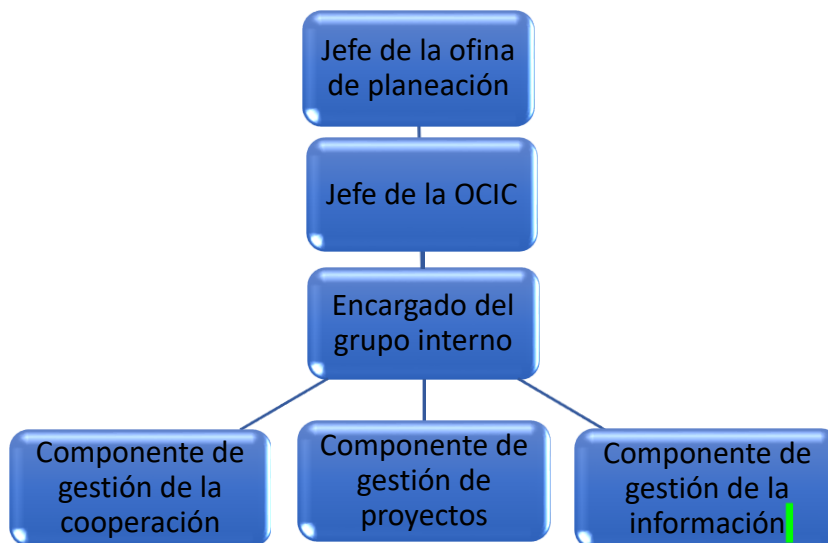 Jefe de la ofina
de planeación
Jefe de la OCIC
Encargado del
grupo interno
Componente de
gestión de la
cooperación
Componente de
gestión de
proyectos
Componente de
gestión de la
información